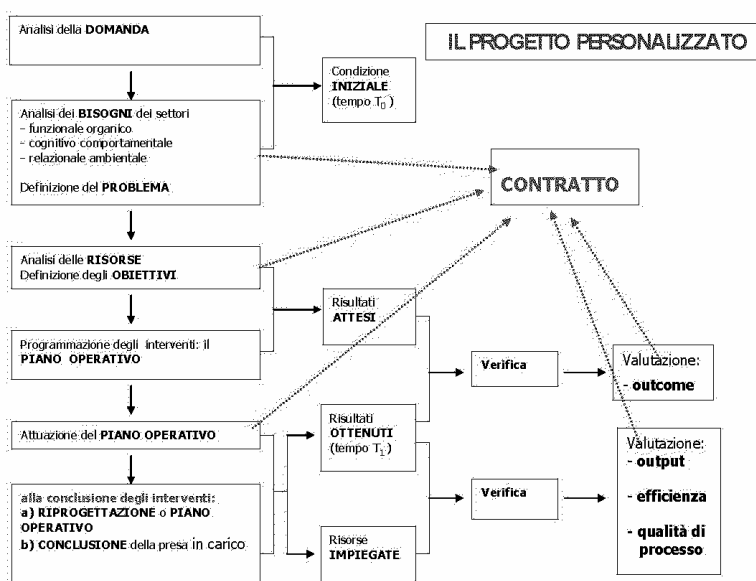 IL PROGETTO PERSONALIZZATO
Analisi della DOMANDA
Condizione
INIZIALE
(tempo T0)
Analisi dei BISOGNI dei settori
– funzionale organico
– cognitivo comportamentale
– relazionale ambientale
Definizione del PROBLEMA
CONTRATTO
Analisi delle RISORSE
Definizione degli OBIETTIVI
Risultati
ATTESI
Programmazione degli interventi: il
PIANO OPERATIVO
Verifica
Valutazione:
- outcome
Attuazione del PIANO OPERATIVO
Risultati
OTTENUTI
(tempo T1)
Verifica
Valutazione:
- output
- efficienza
- qualità di
processo
alla conclusione degli interventi:
a) RIPROGETTAZIONE o PIANO
OPERATIVO
b) CONCLUSIONE della presa in carico
Risorse
IMPIEGATE